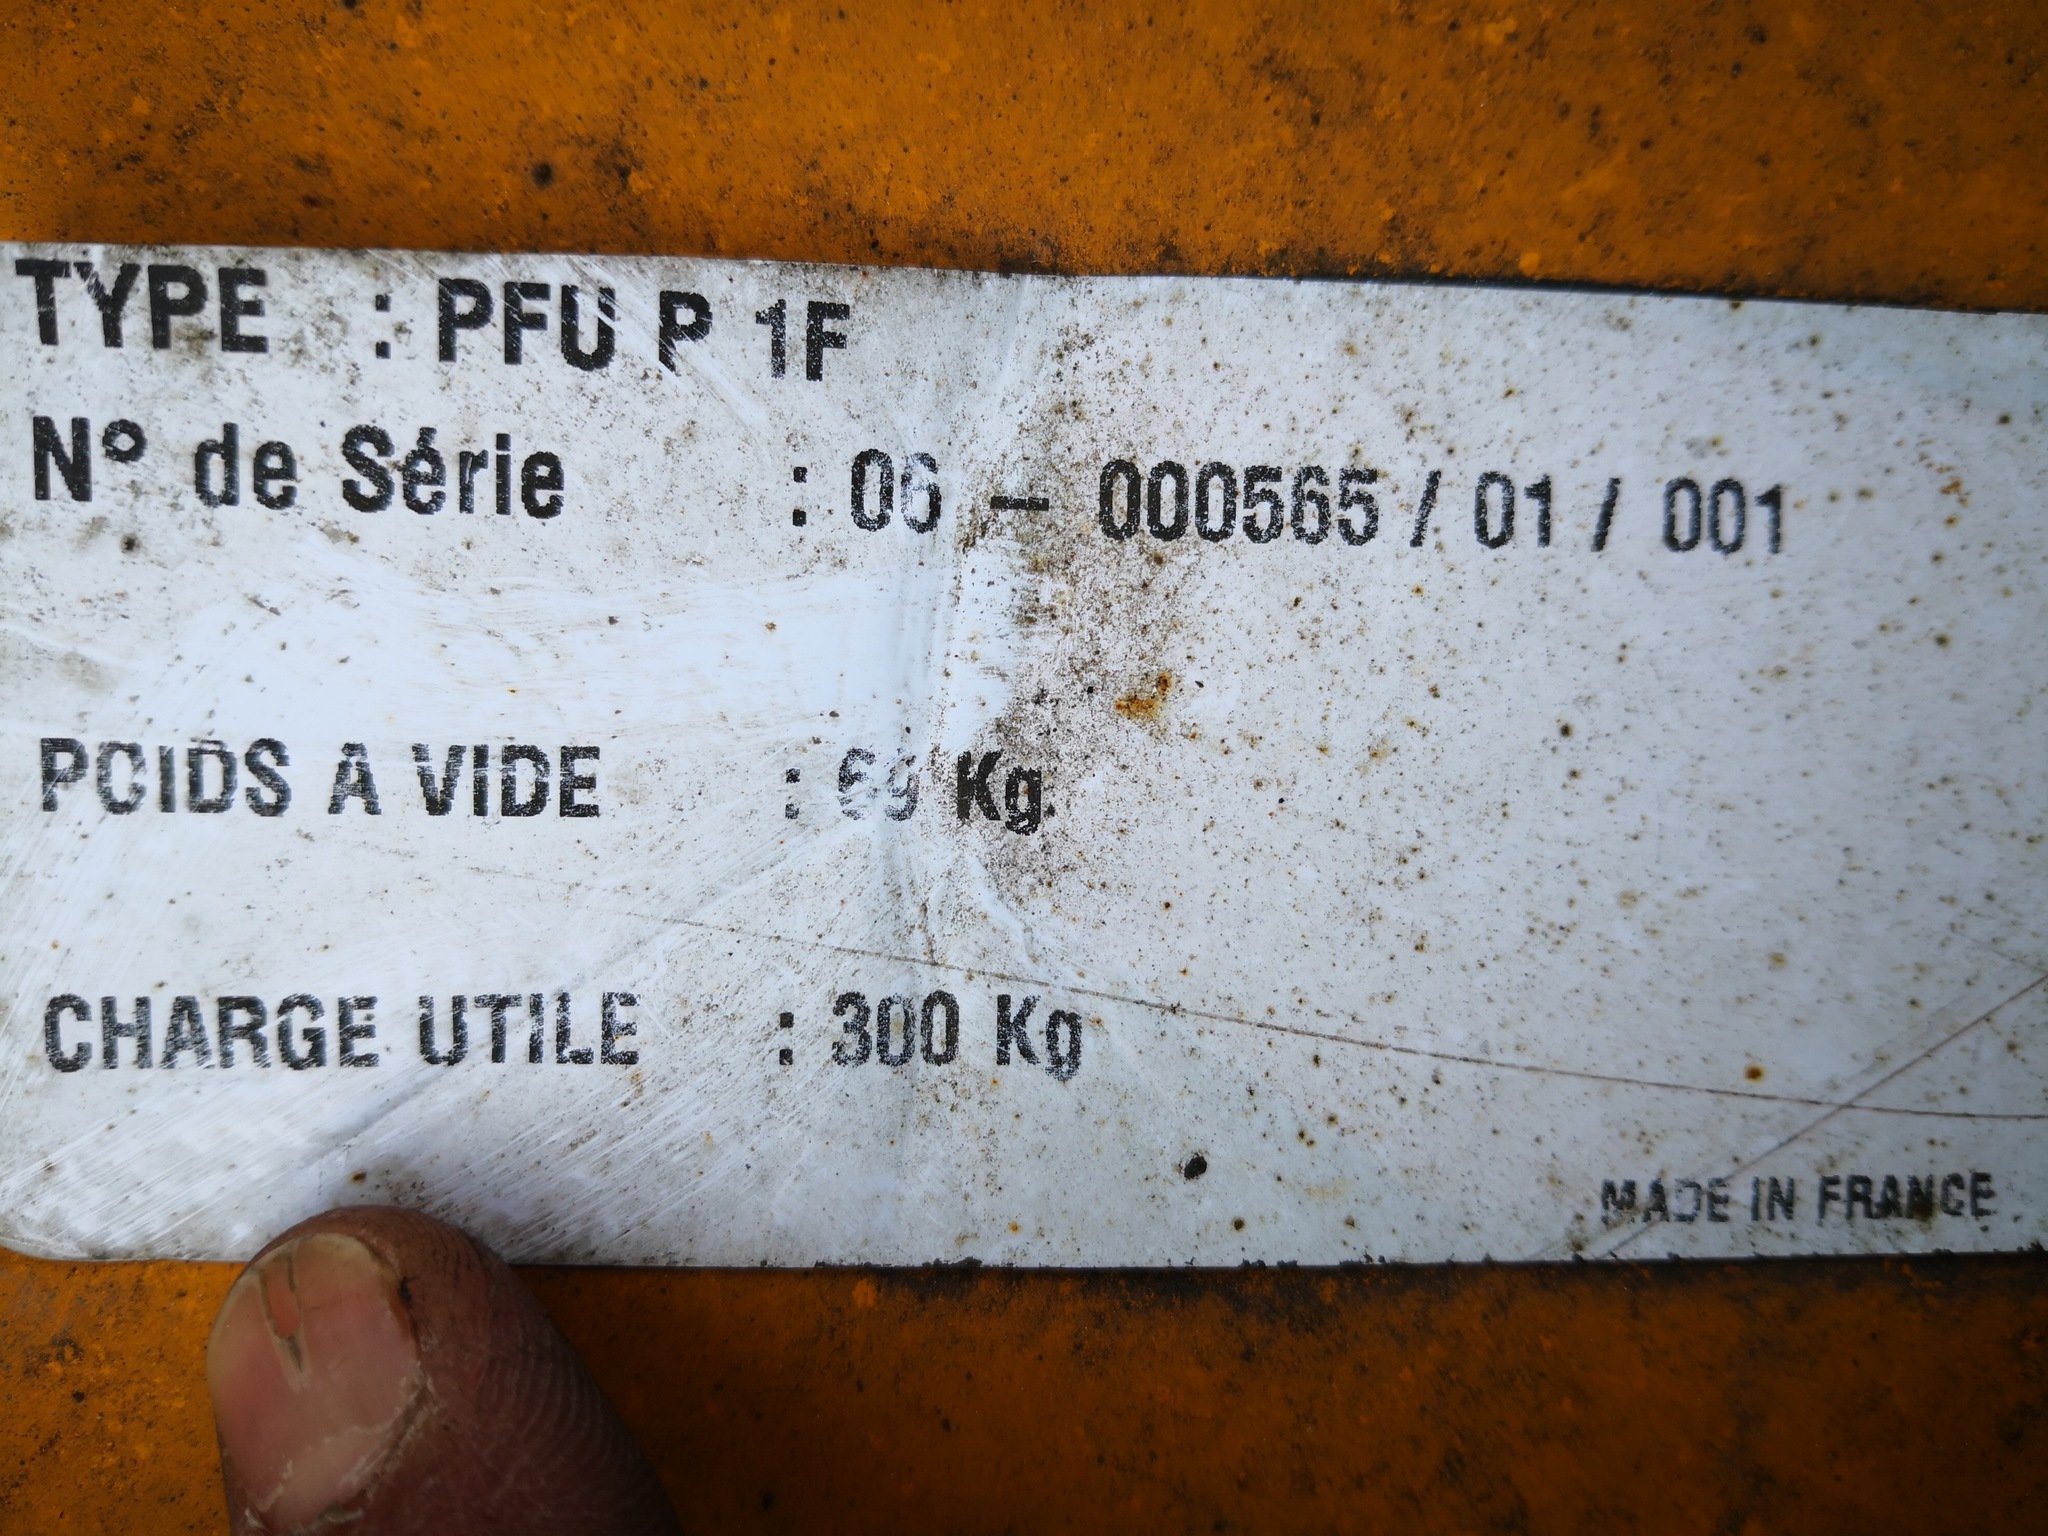 TYPE : PFU P 1F
N° de Série : 06 – 000565 / 01 / 001
POIDS A VIDE : 69 Kg
CHARGE UTILE : 300 Kg
MADE IN FRANCE